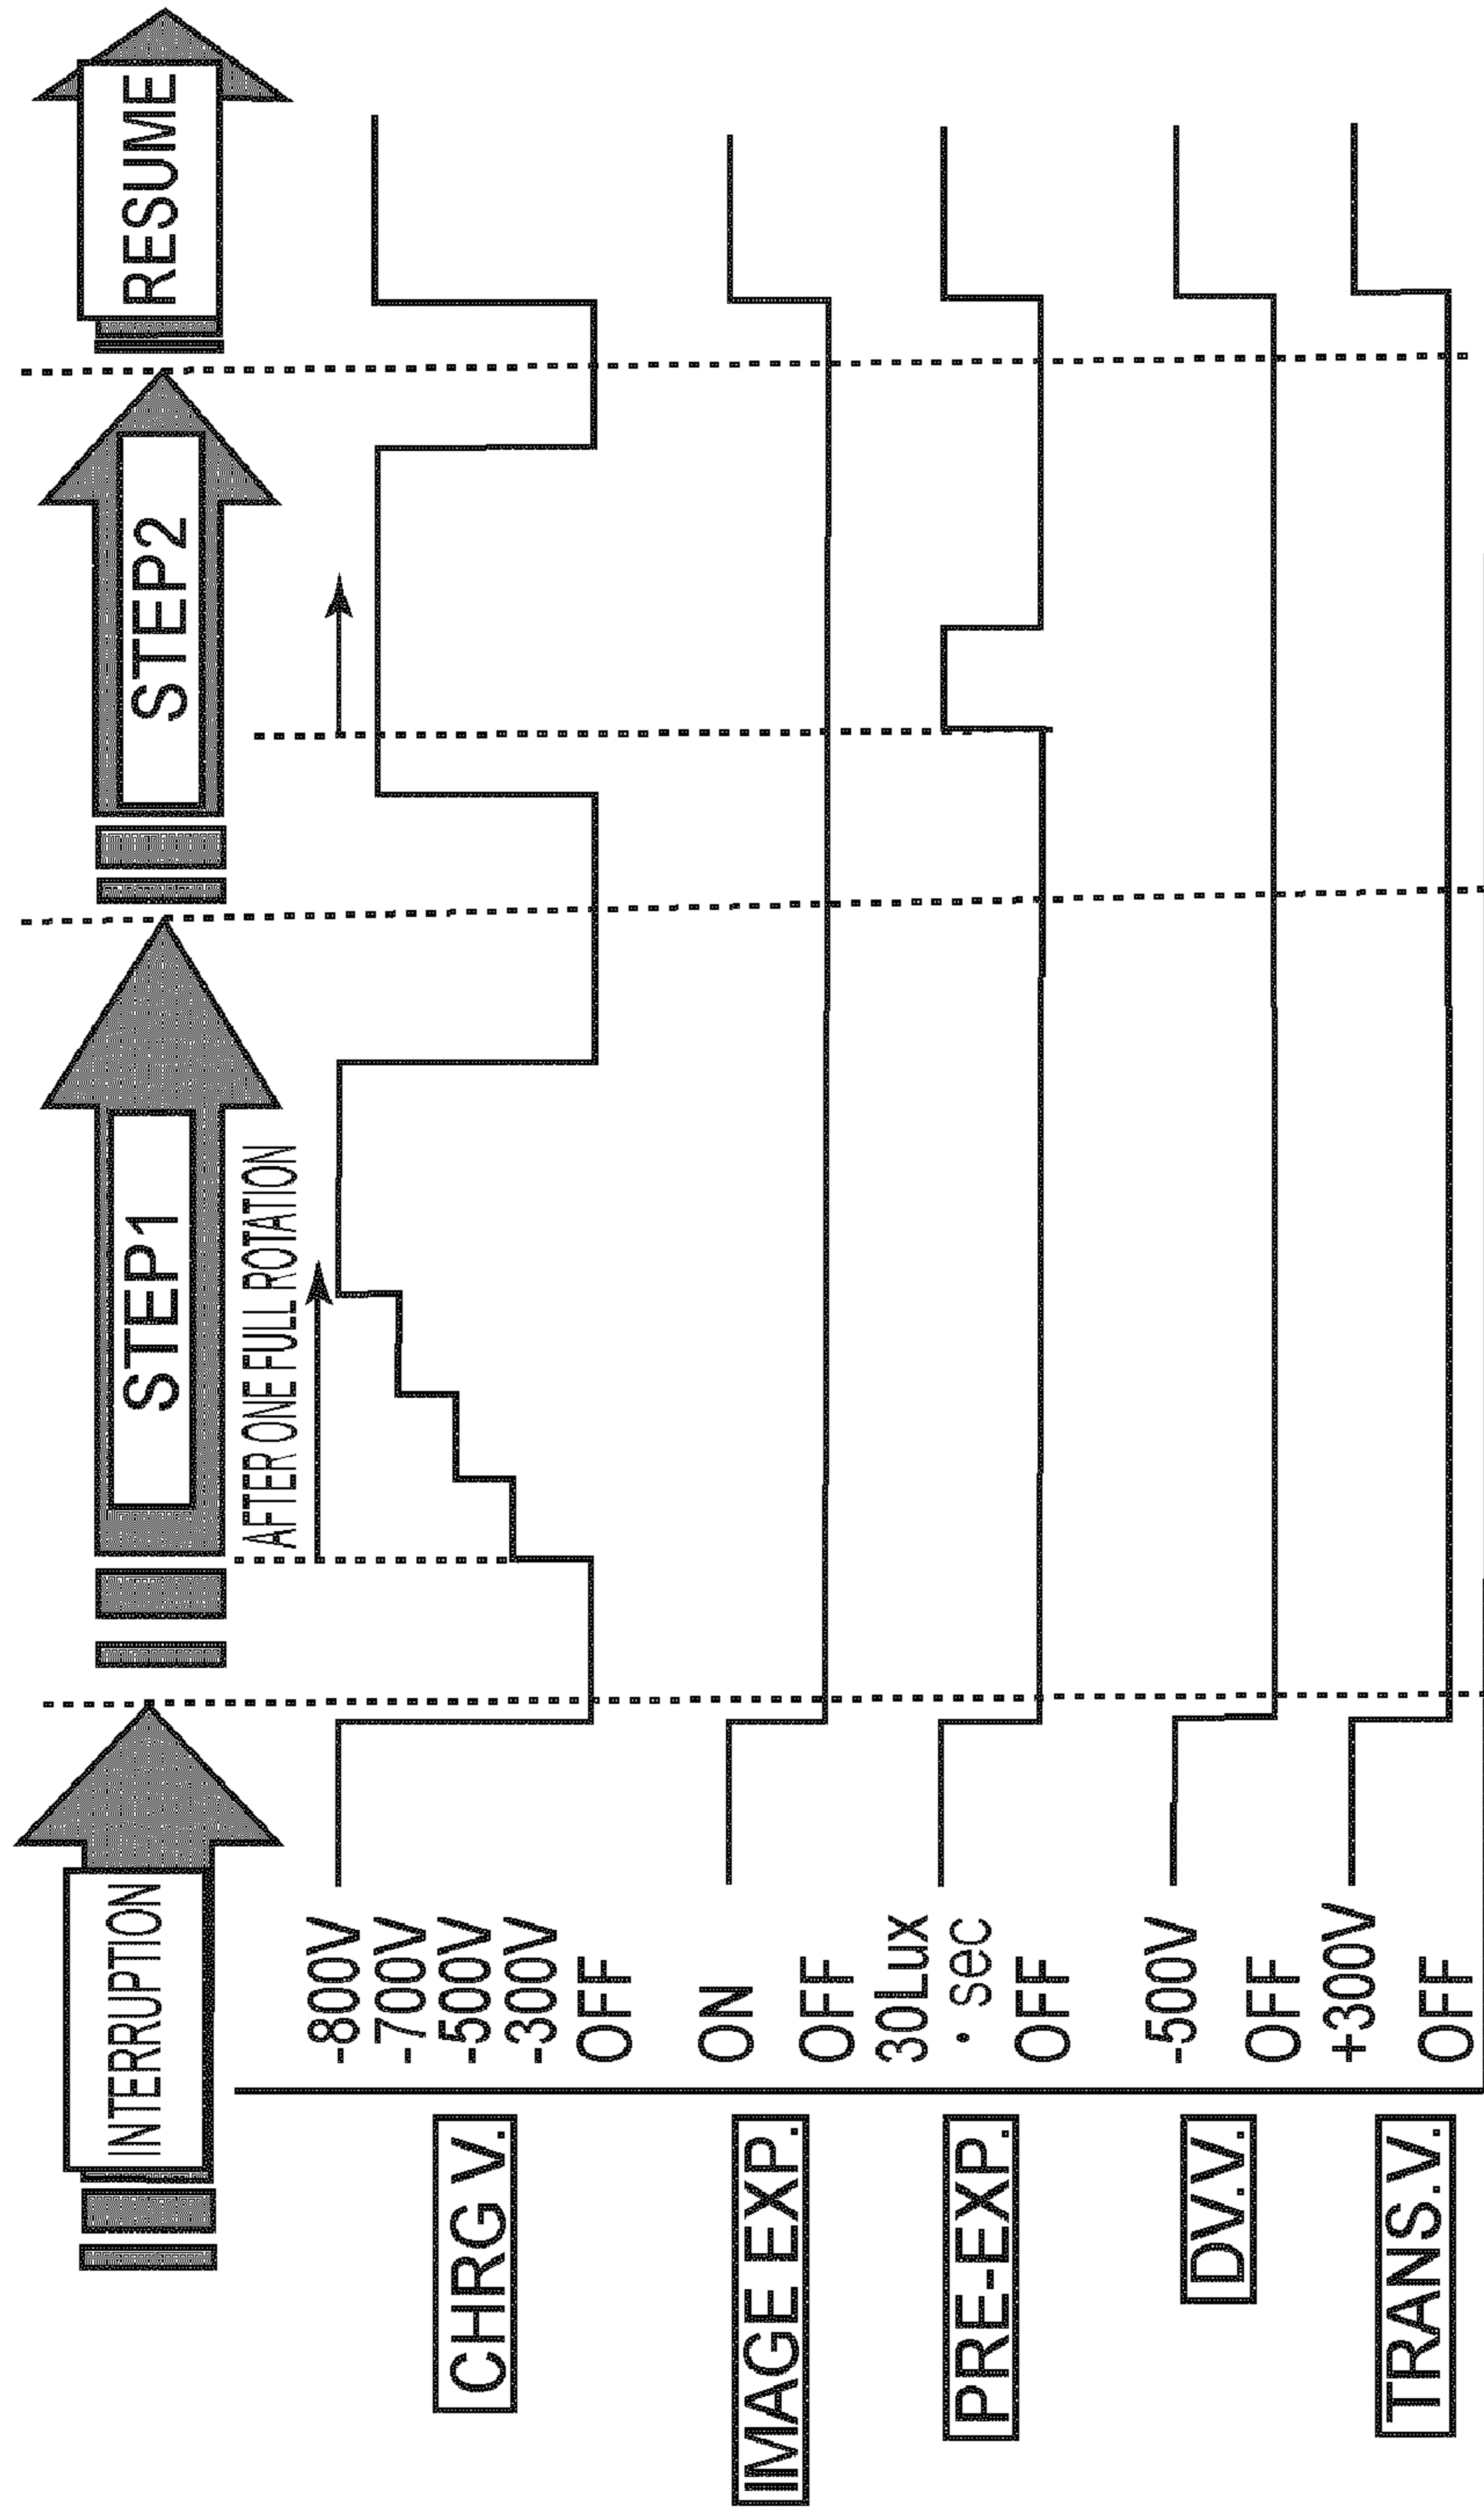 INTERRUPTION
STEP1
STEP2
RESUME
AFTER ONE FULL ROTATION
CHRG V.
-800V
-700V
-500V
-300V
OFF
IMAGE EXP.
ON
OFF
PRE-EXP.
30Lux
・sec
OFF
DV.V.
-500V
OFF
TRANS.V.
+300V
OFF